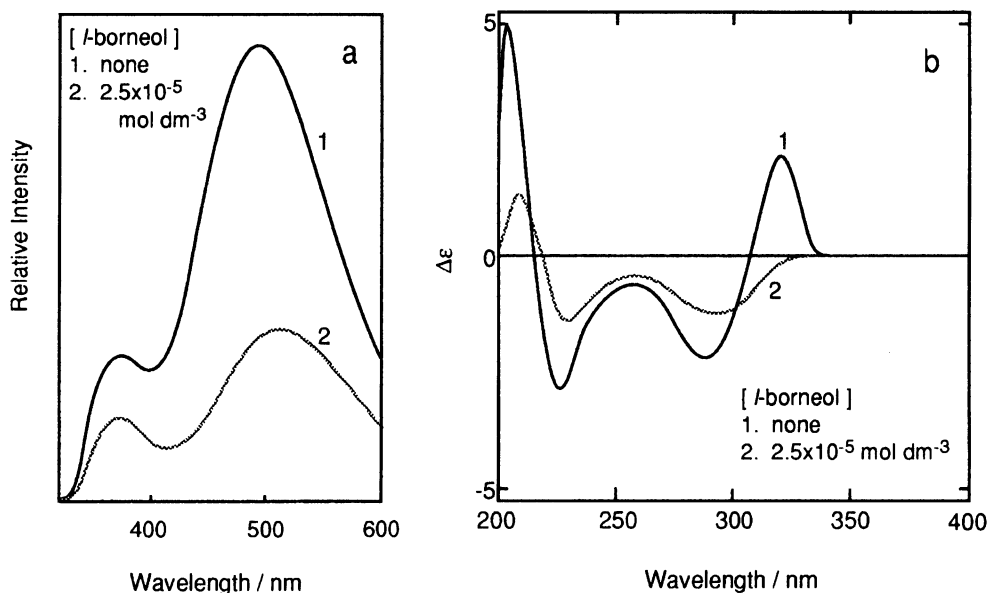 [ l-borneol ]
1. none
2. 2.5x10-5
mol dm-3
a
1
2
Relative Intensity
400
500
600
Wavelength / nm
b
5
0
-5
Δε
1
2
[ l-borneol ]
1. none
2. 2.5x10-5 mol dm-3
200
250
300
350
400
Wavelength / nm